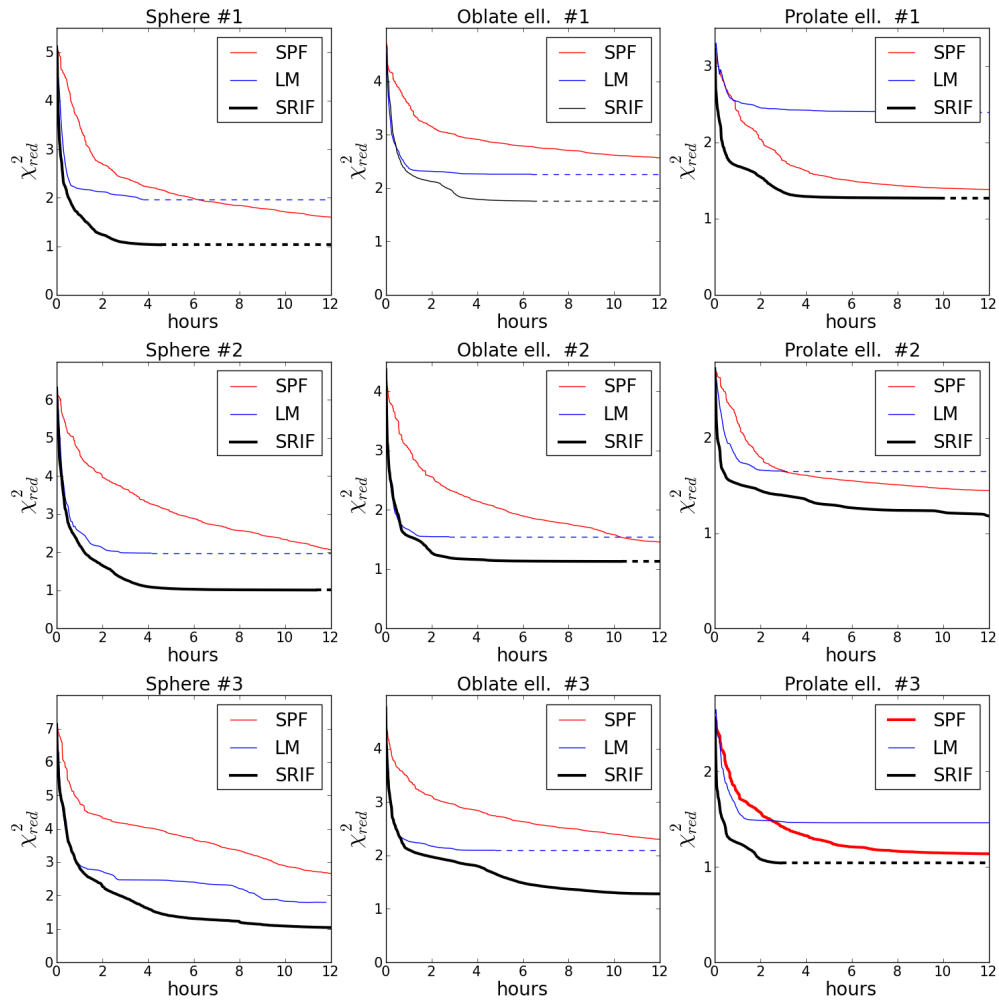 Sphere #1
5
4
3
2
1
0
χ²red
SPF
LM
SRIF
0 2 4 6 8 10 12
hours
Oblate ell. #1
4
3
2
1
0
χ²red
SPF
LM
SRIF
0 2 4 6 8 10 12
hours
Prolate ell. #1
3
2
1
0
χ²red
SPF
LM
SRIF
0 2 4 6 8 10 12
hours
Sphere #2
6
5
4
3
2
1
0
χ²red
SPF
LM
SRIF
0 2 4 6 8 10 12
hours
Oblate ell. #2
4
3
2
1
0
χ²red
SPF
LM
SRIF
0 2 4 6 8 10 12
hours
Prolate ell. #2
2
1
0
χ²red
SPF
LM
SRIF
0 2 4 6 8 10 12
hours
Sphere #3
7
6
5
4
3
2
1
0
χ²red
SPF
LM
SRIF
0 2 4 6 8 10 12
hours
Oblate ell. #3
4
3
2
1
0
χ²red
SPF
LM
SRIF
0 2 4 6 8 10 12
hours
Prolate ell. #3
2
1
0
χ²red
SPF
LM
SRIF
0 2 4 6 8 10 12
hours